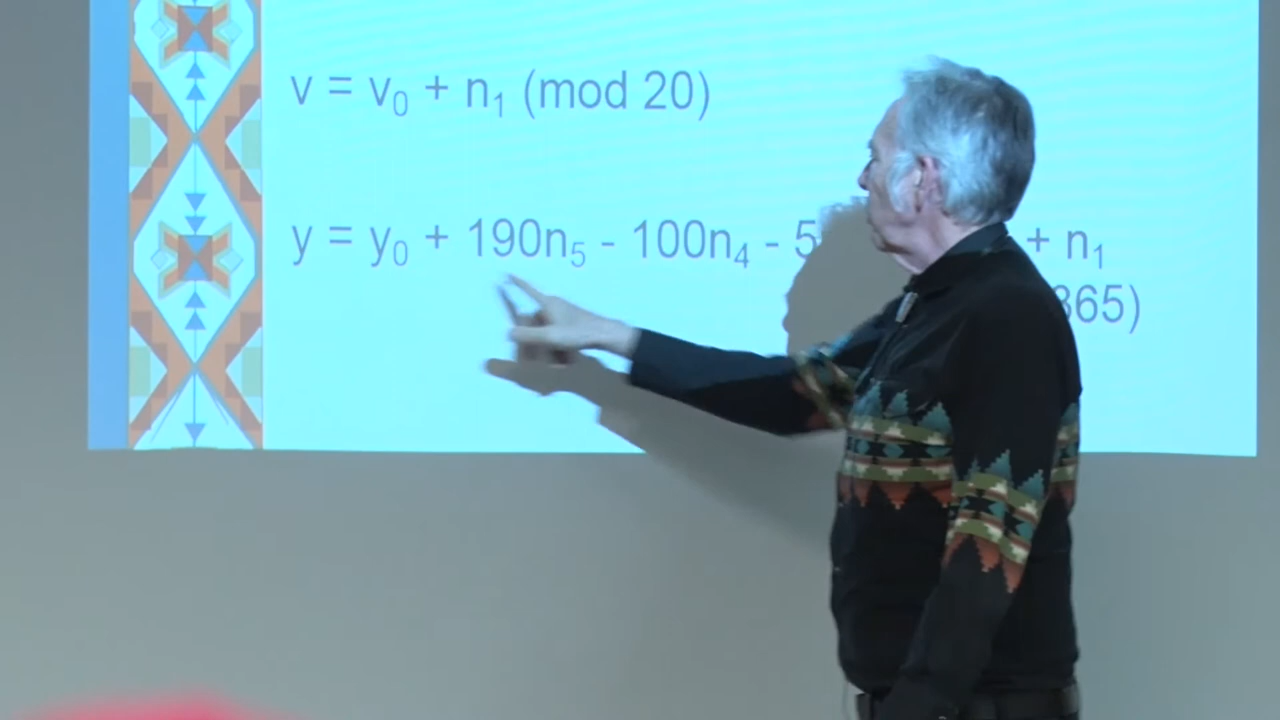 v = v₀ + n₁ (mod 20)
y = y₀ + 190n₅ - 100n₄ - 5 + n₁
365)